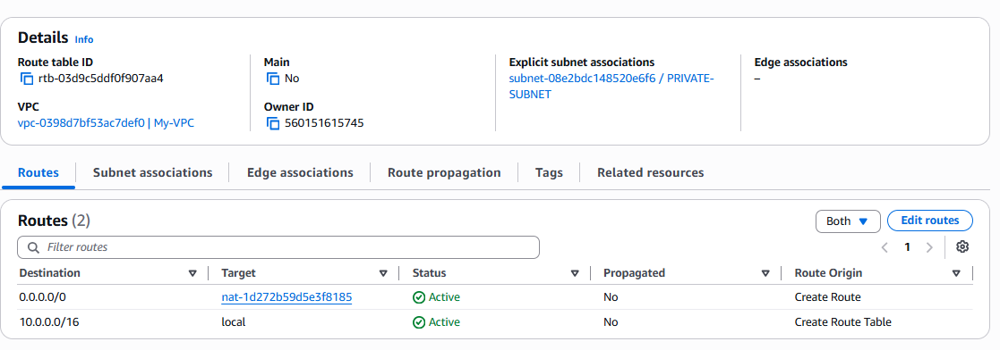 Details Info
Route table ID
rtb-03d9c5ddf0f907aa4
Main
No
Explicit subnet associations
subnet-08e2bdc148520e6f6 / PRIVATE-
SUBNET
Edge associations
–
VPC
vpc-0398d7bf53ac7def0 | My-VPC
Owner ID
560151615745
Routes Subnet associations Edge associations Route propagation Tags Related resources
Routes (2)
Both Edit routes
Filter routes
1
Destination Target Status Propagated Route Origin
0.0.0.0/0 nat-1d272b59d5e3f8185 Active No Create Route
10.0.0.0/16 local Active No Create Route Table